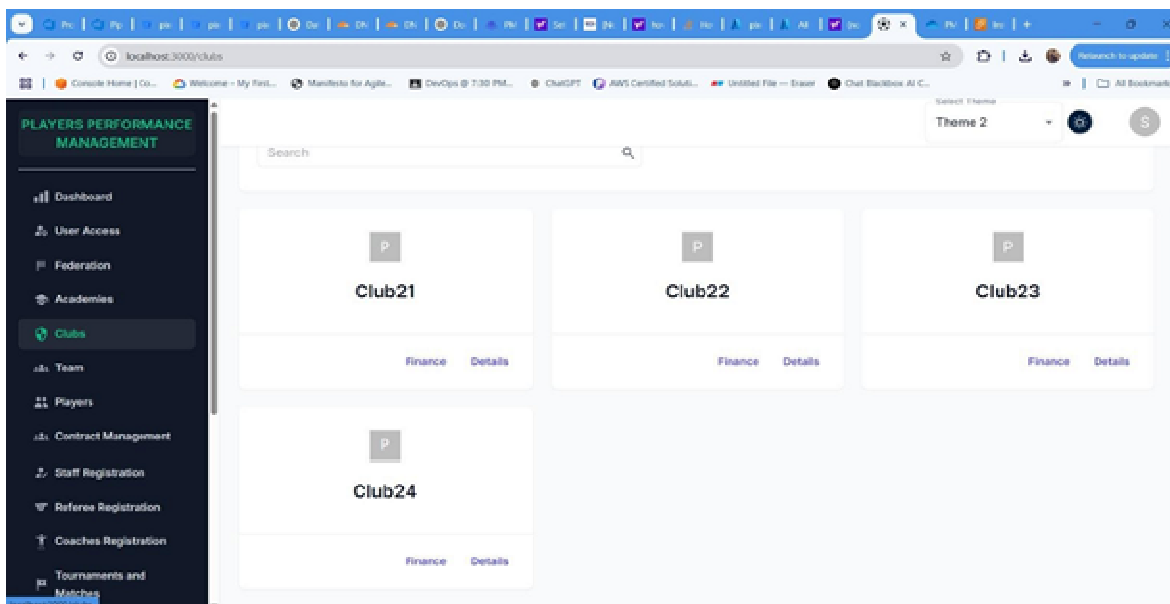 localhost:3000/clubs
Relaunch to update
Console Home | Co...
Welcome - My First...
Manifesto for Agile...
DevOps @ 7:30 PM...
ChatGPT
AWS Certified Soluti...
Untitled File — Eraser
Chat Blackbox AI C...
All Bookmarks
PLAYERS PERFORMANCE
MANAGEMENT
Select Theme
Theme 2
S
Search
Dashboard
User Access
Federation
Academies
Clubs
Team
Players
Contract Management
Staff Registration
Referee Registration
Coaches Registration
Tournaments and
Matches
P
Club21
Finance Details
P
Club22
Finance Details
P
Club23
Finance Details
P
Club24
Finance Details